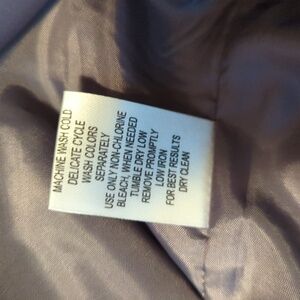 MACHINE WASH COLD
DELICATE CYCLE
WASH COLORS
SEPARATELY
USE ONLY NON-CHLORINE
BLEACH, WHEN NEEDED
TUMBLE DRY LOW
REMOVE PROMPTLY
LOW IRON
FOR BEST RESULTS
DRY CLEAN